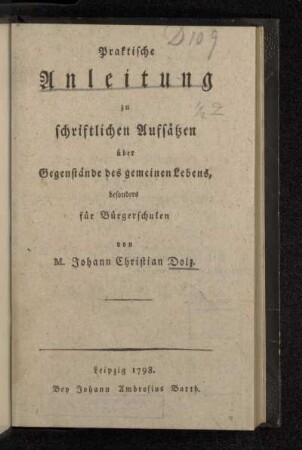 D109
Praktische
Anleitung
zu
schriftlichen Aufsätzen
über
Gegenstände des gemeinen Lebens,
besonders
für Bürgerschulen
von
M. Johann Christian Dolz.
Leipzig 1798.
Bey Johann Ambrosius Barth.